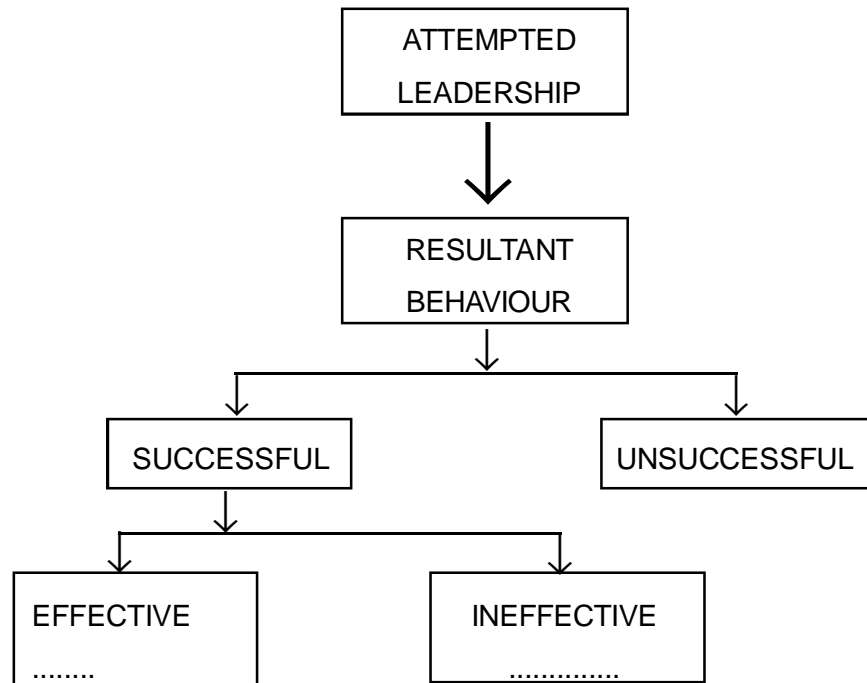 ATTEMPTED
LEADERSHIP
RESULTANT
BEHAVIOUR
SUCCESSFUL
UNSUCCESSFUL
EFFECTIVE
........
INEFFECTIVE
..............